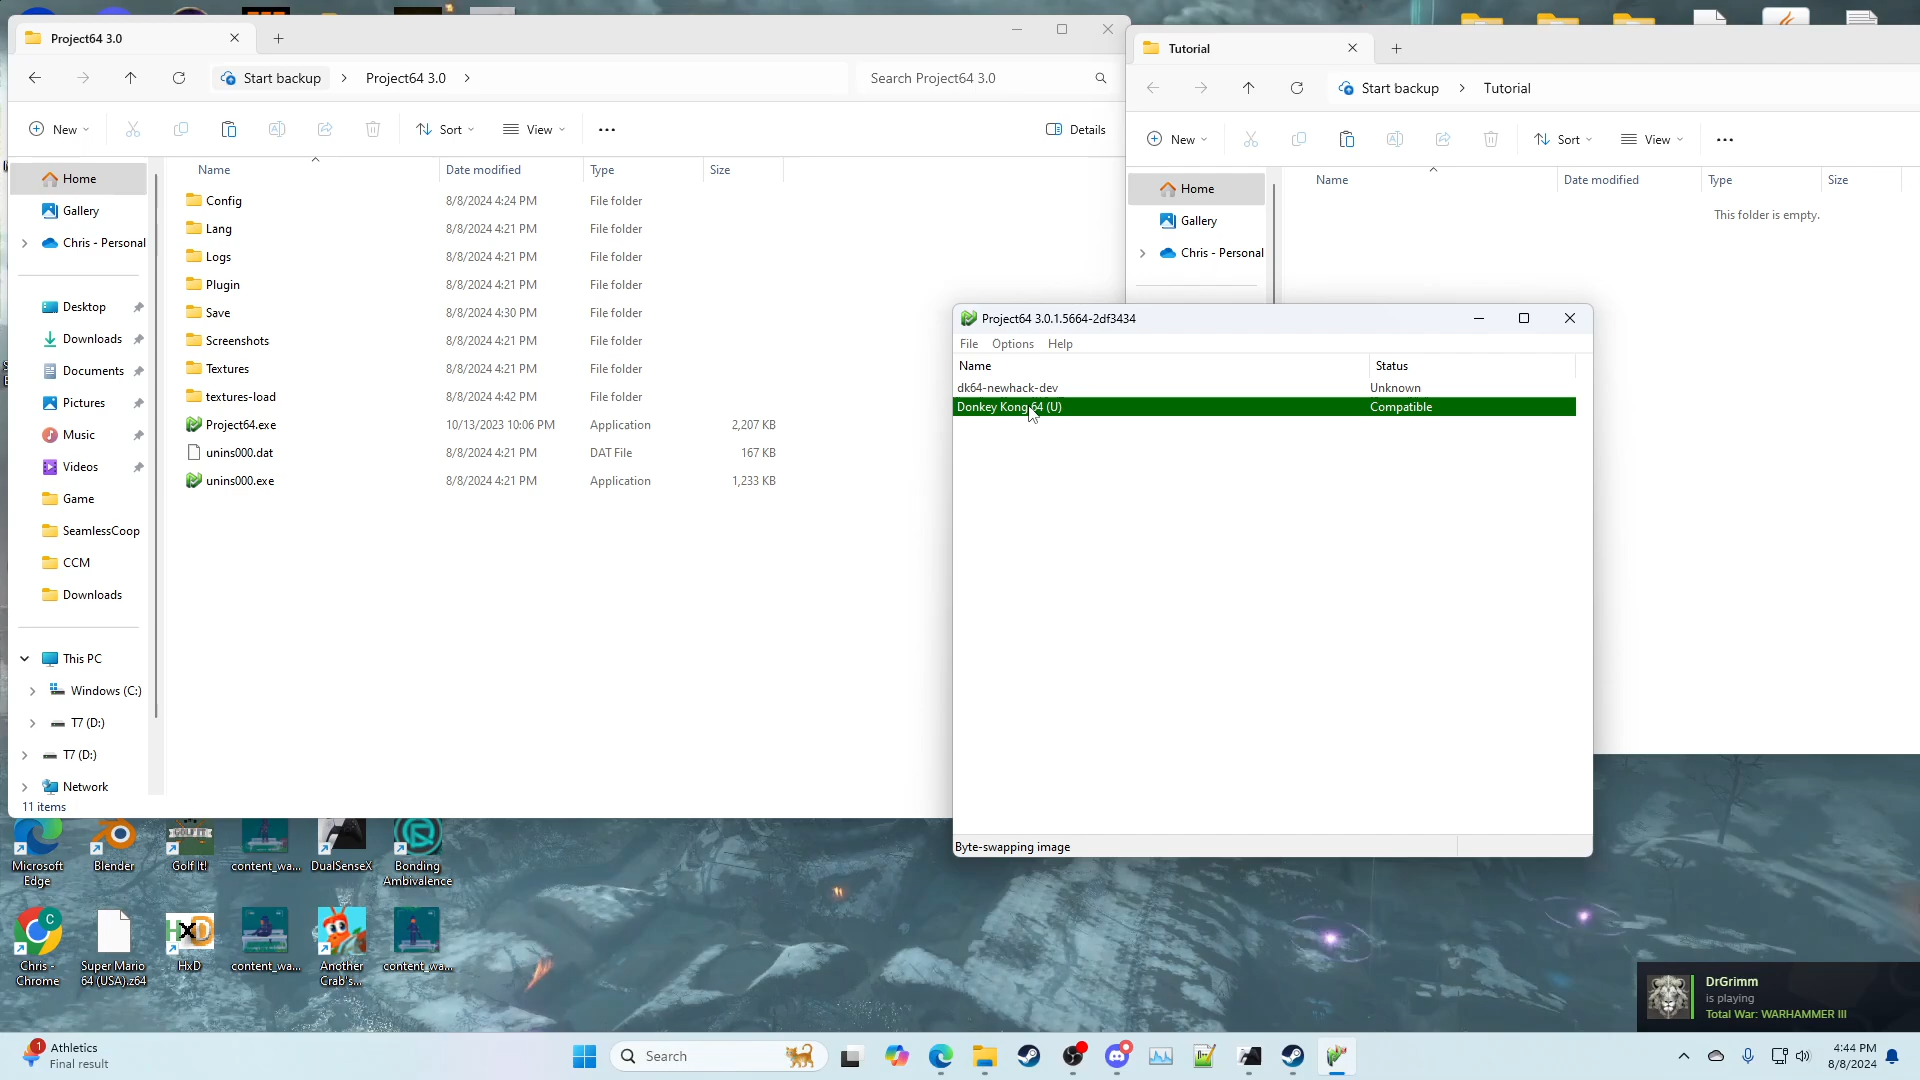 Project64 3.0
Start backup
Project64 3.0
Search Project64 3.0
New
Sort
View
Details
Name
Date modified
Type
Size
Home
Gallery
Chris - Personal
Desktop
Downloads
Documents
Pictures
Music
Videos
Game
SeamlessCoop
CCM
Downloads
This PC
Windows (C:)
T7 (D:)
T7 (D:)
Network
Config 8/8/2024 4:24 PM File folder
Lang 8/8/2024 4:21 PM File folder
Logs 8/8/2024 4:21 PM File folder
Plugin 8/8/2024 4:21 PM File folder
Save 8/8/2024 4:30 PM File folder
Screenshots 8/8/2024 4:21 PM File folder
Textures 8/8/2024 4:21 PM File folder
textures-load 8/8/2024 4:42 PM File folder
Project64.exe 10/13/2023 10:06 PM Application 2,207 KB
unins000.dat 8/8/2024 4:21 PM DAT File 167 KB
unins000.exe 8/8/2024 4:21 PM Application 1,233 KB
11 items
Tutorial
Start backup
Tutorial
New
Sort
View
Name
Date modified
Type
Size
Home
Gallery
Chris - Personal
This folder is empty.
Project64 3.0.1.5664-2df3434
File Options Help
Name Status
dk64-newhack-dev Unknown
Donkey Kong 64 (U) Compatible
Byte-swapping image
Microsoft
Edge
Blender
Golf It!
content_wa...
DualSenseX
Bonding
Ambivalence
Chris -
Chrome
Super Mario
64 (USA).z64
HxD
HxD
content_wa...
Another
Crab's...
content_wa...
DrGrimm
is playing
Total War: WARHAMMER III
1
Athletics
Final result
Search
4:44 PM
8/8/2024